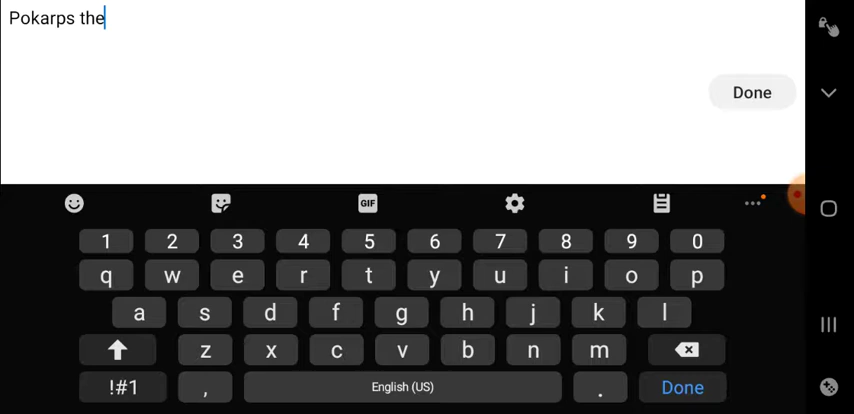 Pokarps the
Done
GIF
1 2 3 4 5 6 7 8 9 0
q w e r t y u i o p
a s d f g h j k l
z x c v b n m
!#1 , English (US) . Done